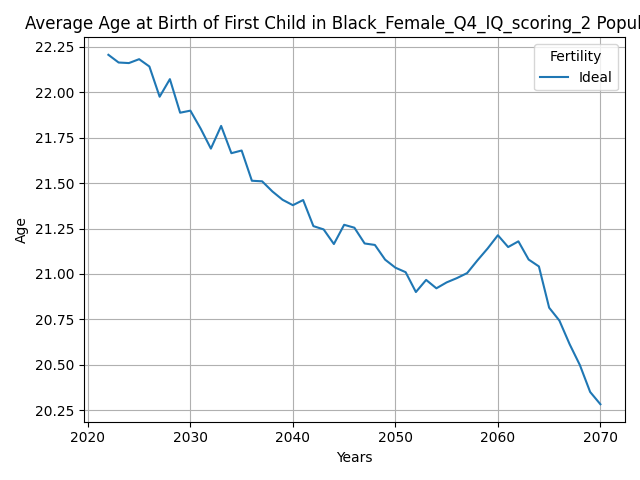 Average Age at Birth of First Child in Black_Female_Q4_IQ_scoring_2 Popul
Fertility
Ideal
22.25
22.00
21.75
21.50
21.25
21.00
20.75
20.50
20.25
Age
2020 2030 2040 2050 2060 2070
Years